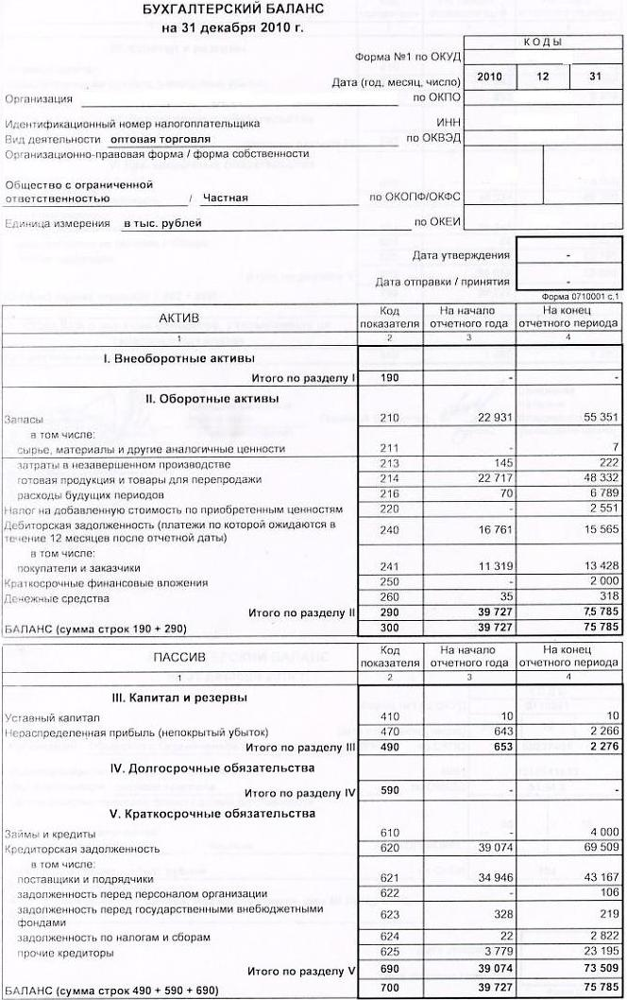 БУХГАЛТЕРСКИЙ БАЛАНС
на 31 декабря 2010 г.
КОДЫ
Форма №1 по ОКУД
Дата (год, месяц, число) 2010 12 31
Организация по ОКПО
Идентификационный номер налогоплательщика ИНН
Вид деятельности оптовая торговля по ОКВЭД
Организационно-правовая форма / форма собственности
Общество с ограниченной
ответственностью / Частная по ОКОПФ/ОКФС
Единица измерения в тыс. рублей по ОКЕИ
Дата утверждения -
Дата отправки / принятия -
Форма 0710001 с.1
АКТИВ Код показателя На начало отчетного года На конец отчетного периода
1 2 3 4
I. Внеоборотные активы
Итого по разделу I 190 - -
II. Оборотные активы
Запасы 210 22 931 55 351
в том числе:
сырье, материалы и другие аналогичные ценности 211 - 7
затраты в незавершенном производстве 213 145 222
готовая продукция и товары для перепродажи 214 22 717 48 332
расходы будущих периодов 216 70 6 789
Налог на добавленную стоимость по приобретенным ценностям 220 - 2 551
Дебиторская задолженность (платежи по которой ожидаются в
течение 12 месяцев после отчетной даты) 240 16 761 15 565
в том числе:
покупатели и заказчики 241 11 319 13 428
Краткосрочные финансовые вложения 250 - 2 000
Денежные средства 260 35 318
Итого по разделу II 290 39 727 75 785
БАЛАНС (сумма строк 190 + 290) 300 39 727 75 785
ПАССИВ Код показателя На начало отчетного года На конец отчетного периода
1 2 3 4
III. Капитал и резервы
Уставный капитал 410 10 10
Нераспределенная прибыль (непокрытый убыток) 470 643 2 266
Итого по разделу III 490 653 2 276
IV. Долгосрочные обязательства
Итого по разделу IV 590 - -
V. Краткосрочные обязательства
Займы и кредиты 610 - 4 000
Кредиторская задолженность 620 39 074 69 509
в том числе:
поставщики и подрядчики 621 34 946 43 167
задолженность перед персоналом организации 622 - 106
задолженность перед государственными внебюджетными
фондами 623 328 219
задолженность по налогам и сборам 624 22 2 822
прочие кредиторы 625 3 779 23 195
Итого по разделу V 690 39 074 73 509
БАЛАНС (сумма строк 490 + 590 + 690) 700 39 727 75 785